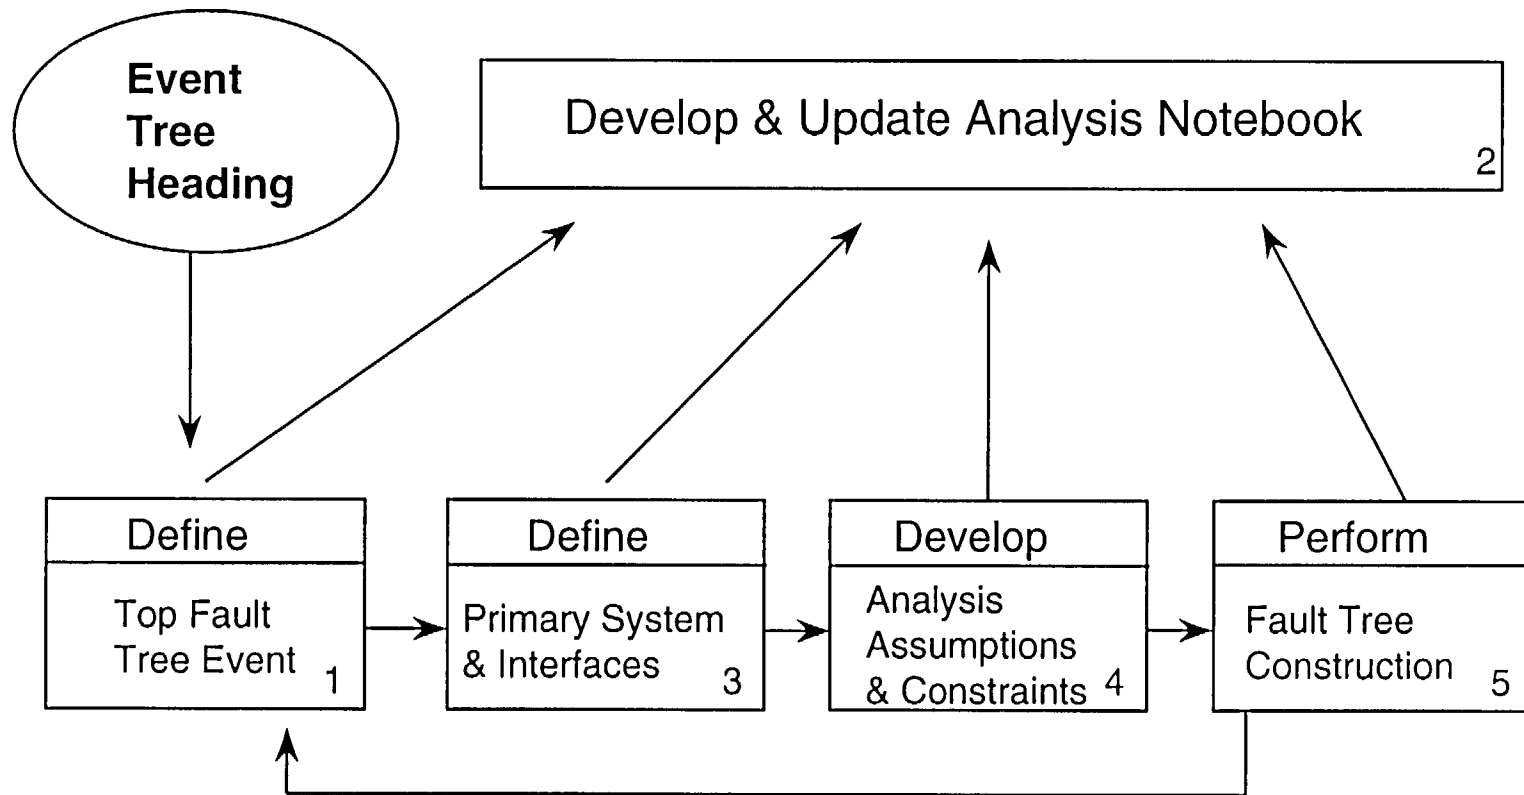 Event
Tree
Heading
Develop & Update Analysis Notebook
2
Define
Top Fault
Tree Event
1
Define
Primary System
& Interfaces
3
Develop
Analysis
Assumptions
& Constraints
4
Perform
Fault Tree
Construction
5